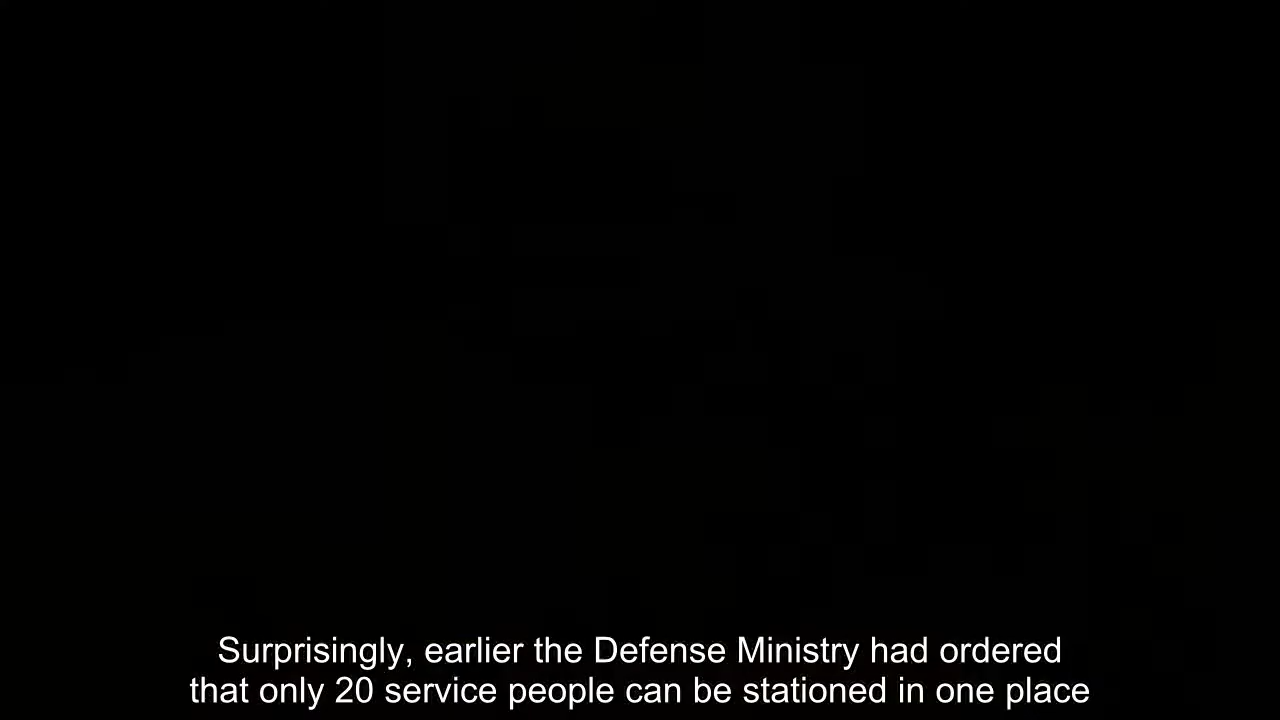 Surprisingly, earlier the Defense Ministry had ordered
that only 20 service people can be stationed in one place